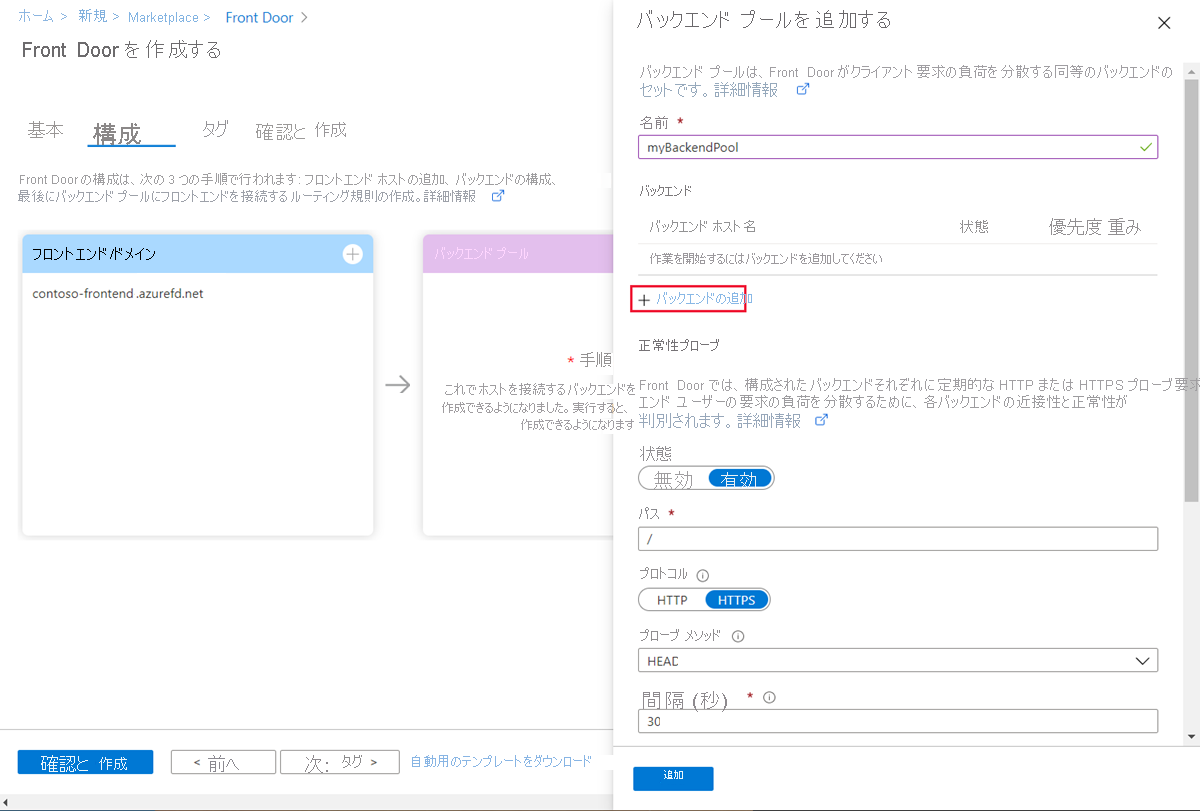 ホーム > 新規 > Marketplace > Front Door >
Front Door を作成する
基本 構成 タグ 確認と 作成
Front Door の構成は、次の 3 つの手順で行われます: フロントエンド ホストの追加、バックエンドの構成、
最後にバックエンド プールにフロントエンドを接続するルーティング規則の作成。詳細情報
フロントエンド/ドメイン
contoso-frontend .azurefd.net
バックエンド プール
* 手順
これでホストを接続するバックエンドを
作成できるようになりました。実行すると、
作成できるようになります
確認と 作成
< 前へ
次: タグ >
自動用のテンプレートをダウンロード
バックエンド プールを追加する
バックエンド プールは、Front Doorがクライアント要求の負荷を分散する同等のバックエンドの
セットです。詳細情報
名前 *
myBackendPool
バックエンド
バックエンド ホスト名 状態 優先度 重み
作業を開始するにはバックエンドを追加してください
+ バックエンドの追加
正常性プローブ
Front Door では、構成されたバックエンドそれぞれに定期的な HTTP または HTTPS プローブ要求
エンド ユーザーの要求の負荷を分散するために、各バックエンドの近接性と正常性が
判別されます。詳細情報
状態
無効 有効
パス *
/
プロトコル
HTTP HTTPS
プローブ メソッド
HEAD
間隔 (秒) *
30
追加